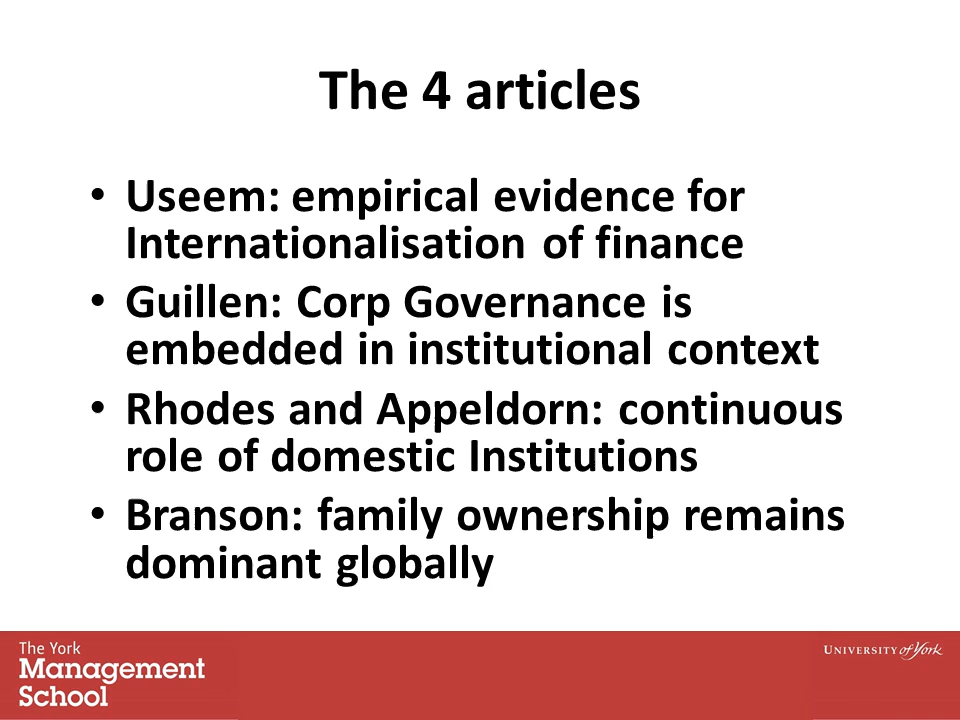 The 4 articles
• Useem: empirical evidence for
Internationalisation of finance
• Guillen: Corp Governance is
embedded in institutional context
• Rhodes and Appeldorn: continuous
role of domestic Institutions
• Branson: family ownership remains
dominant globally
The York
Management
School
UNIVERSITY of York